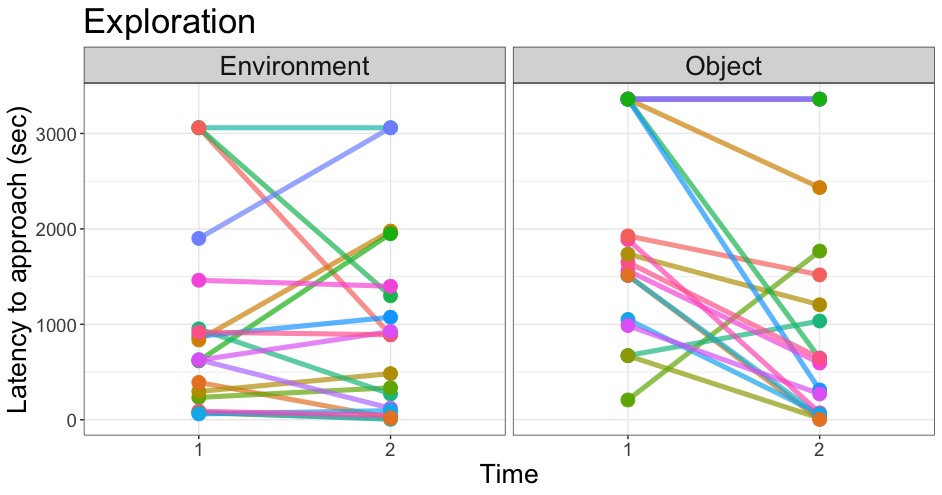 Exploration
Environment
Object
Latency to approach (sec)
3000
2000
1000
0
1
2
1
2
Time